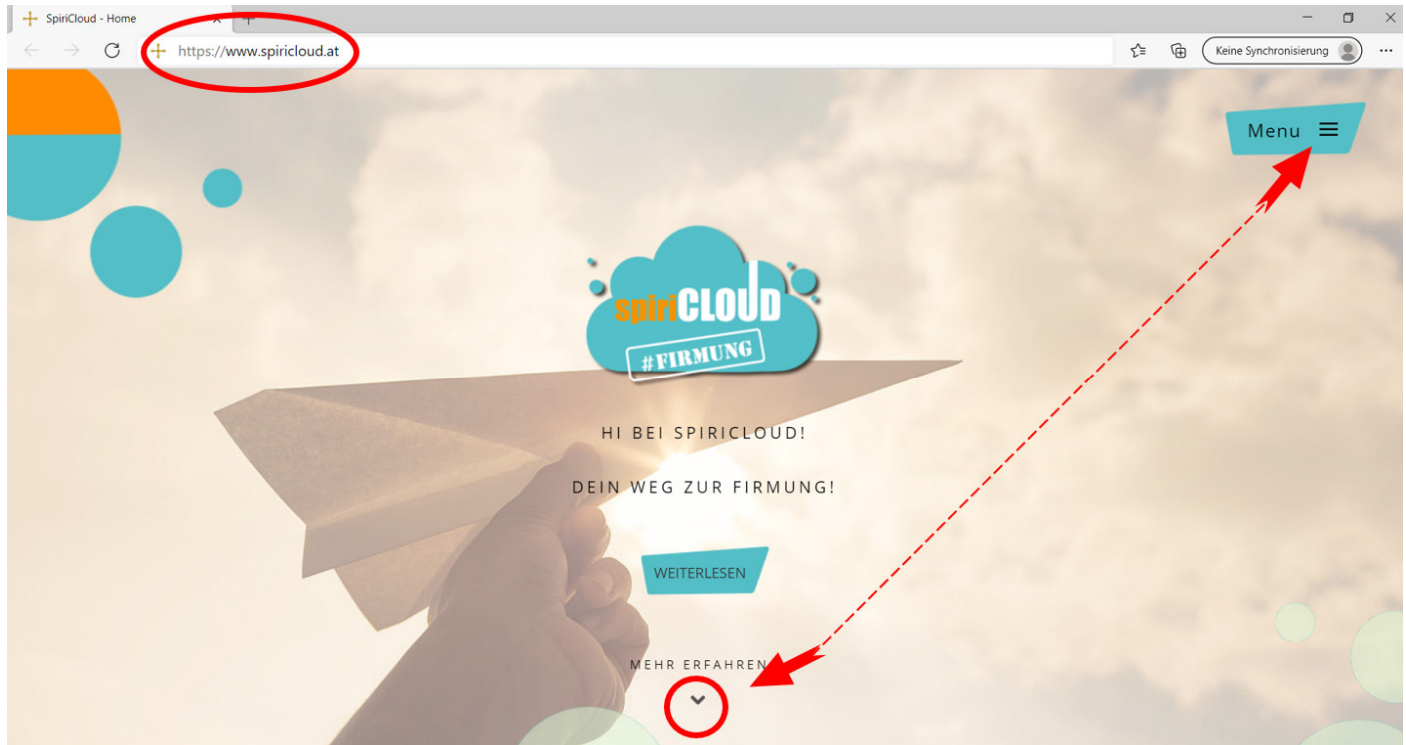 SpiriCloud - Home
https://www.spiricloud.at
Keine Synchronisierung
Menu
spiriCLOUD
#FIRMUNG
HI BEI SPIRICLOUD!
DEIN WEG ZUR FIRMUNG!
WEITERLESEN
MEHR ERFAHREN